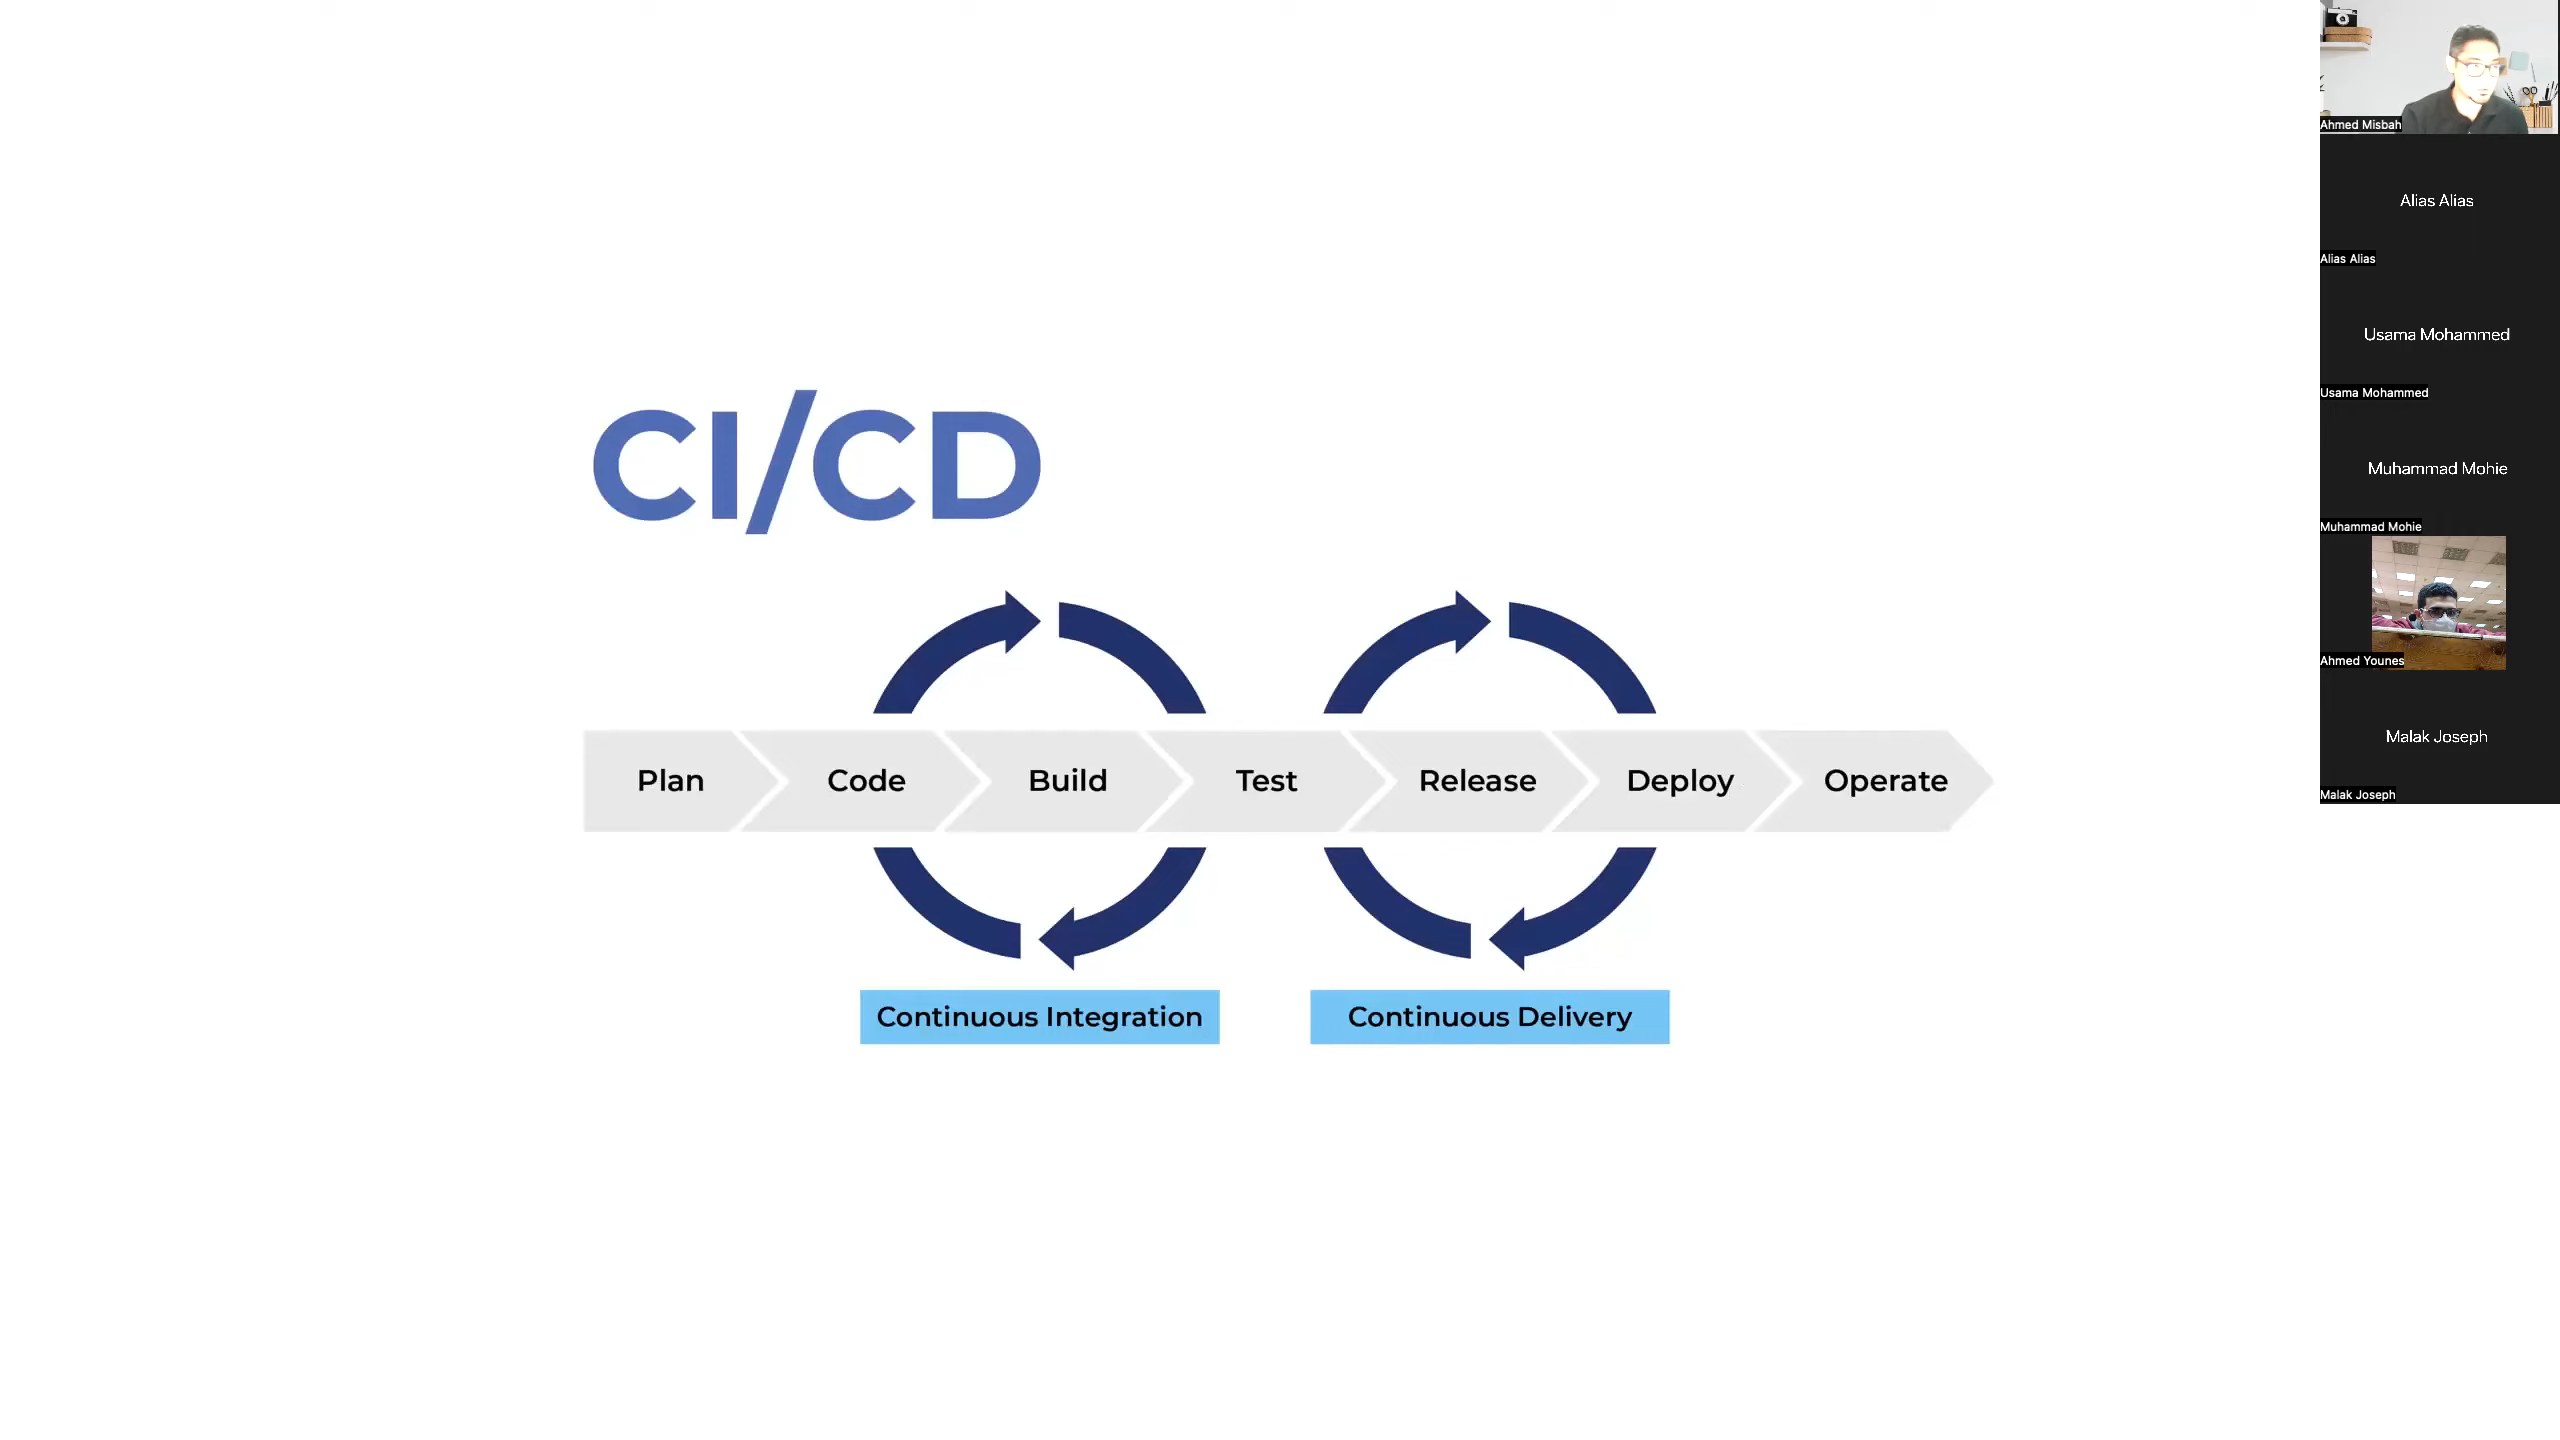 CI/CD
Plan
Code
Build
Test
Release
Deploy
Operate
Continuous Integration
Continuous Delivery
Ahmed Misbah
Alias Alias
Alias Alias
Usama Mohammed
Usama Mohammed
Muhammad Mohie
Muhammad Mohie
Ahmed Younes
Malak Joseph
Malak Joseph